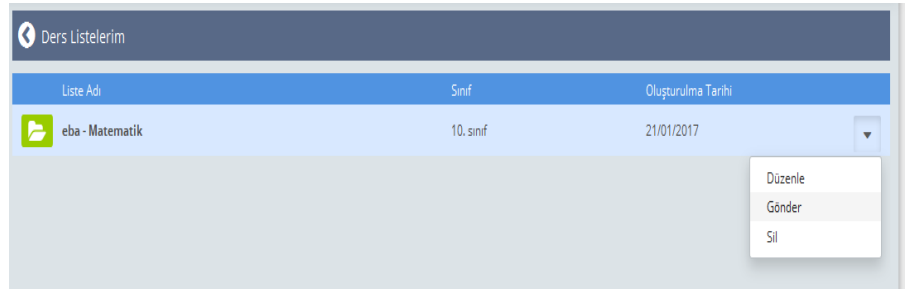 Ders Listelerim
Liste Adı Sınıf Oluşturulma Tarihi
eba - Matematik 10. sınıf 21/01/2017
Düzenle
Gönder
Sil